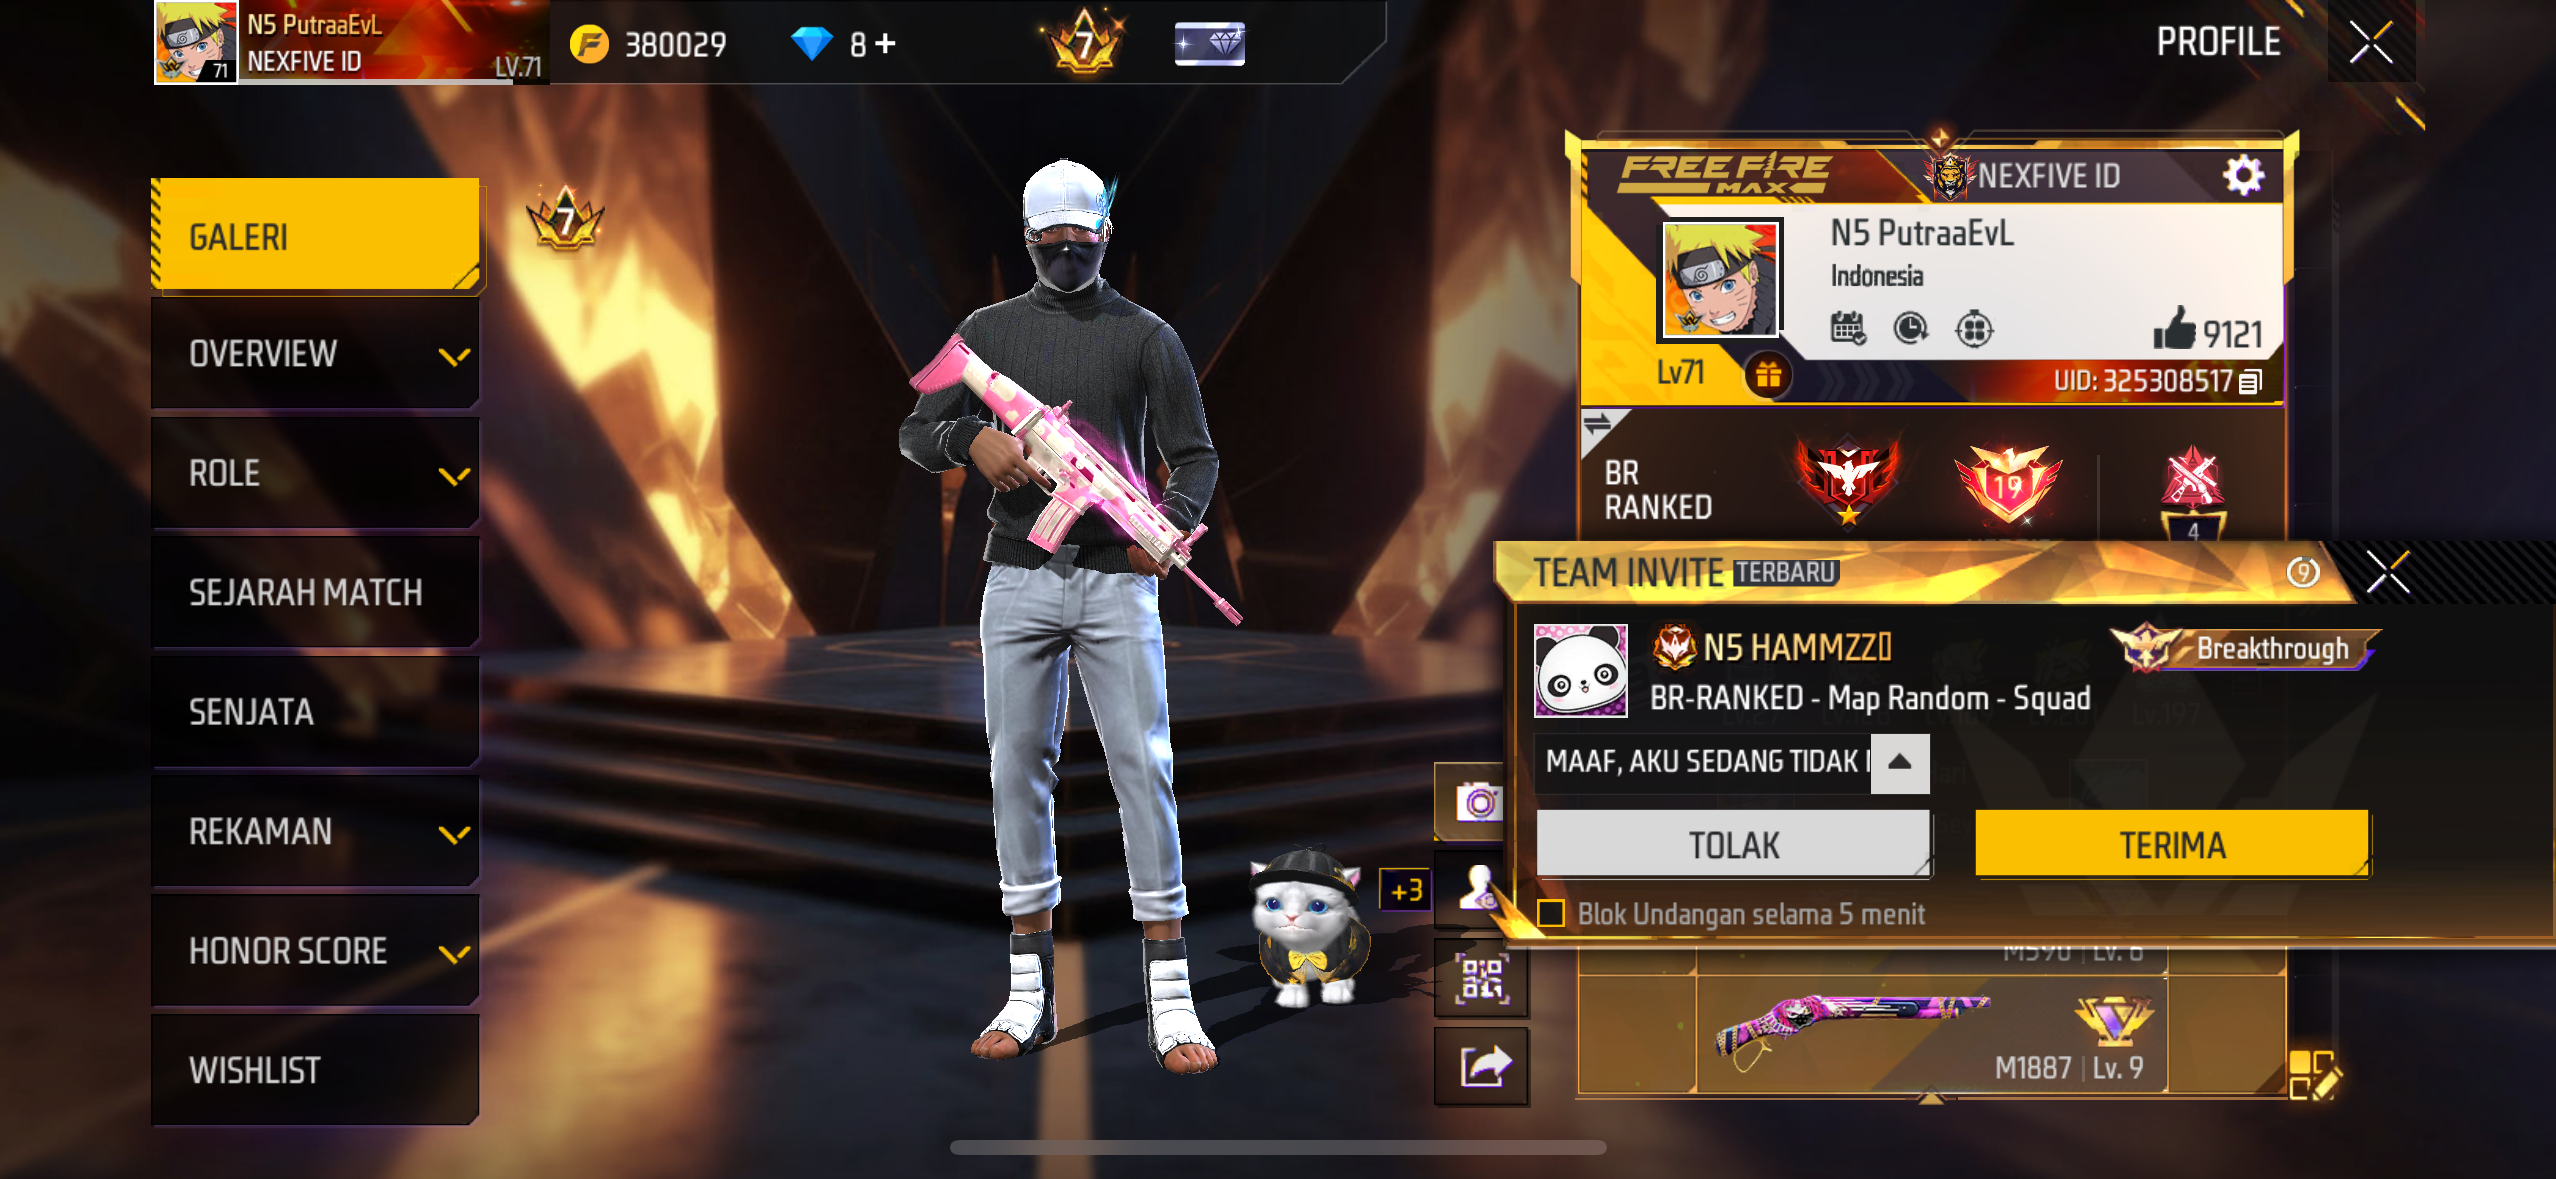 N5 PutraaEvL
NEXFIVE ID
71
LV.71
380029
8 +
7
PROFILE
GALERI
7
OVERVIEW
ROLE
SEJARAH MATCH
SENJATA
REKAMAN
HONOR SCORE
WISHLIST
FREE FIRE
MAX
NEXFIVE ID
N5 PutraaEvL
Indonesia
9121
Lv71
UID: 325308517
BR
RANKED
19
4
TEAM INVITE TERBARU
9
N5 HAMMZZ
Breakthrough
BR-RANKED - Map Random - Squad
MAAF, AKU SEDANG TIDAK
TOLAK
TERIMA
Blok Undangan selama 5 menit
+3
M590 | Lv. 8
M1887 | Lv. 9